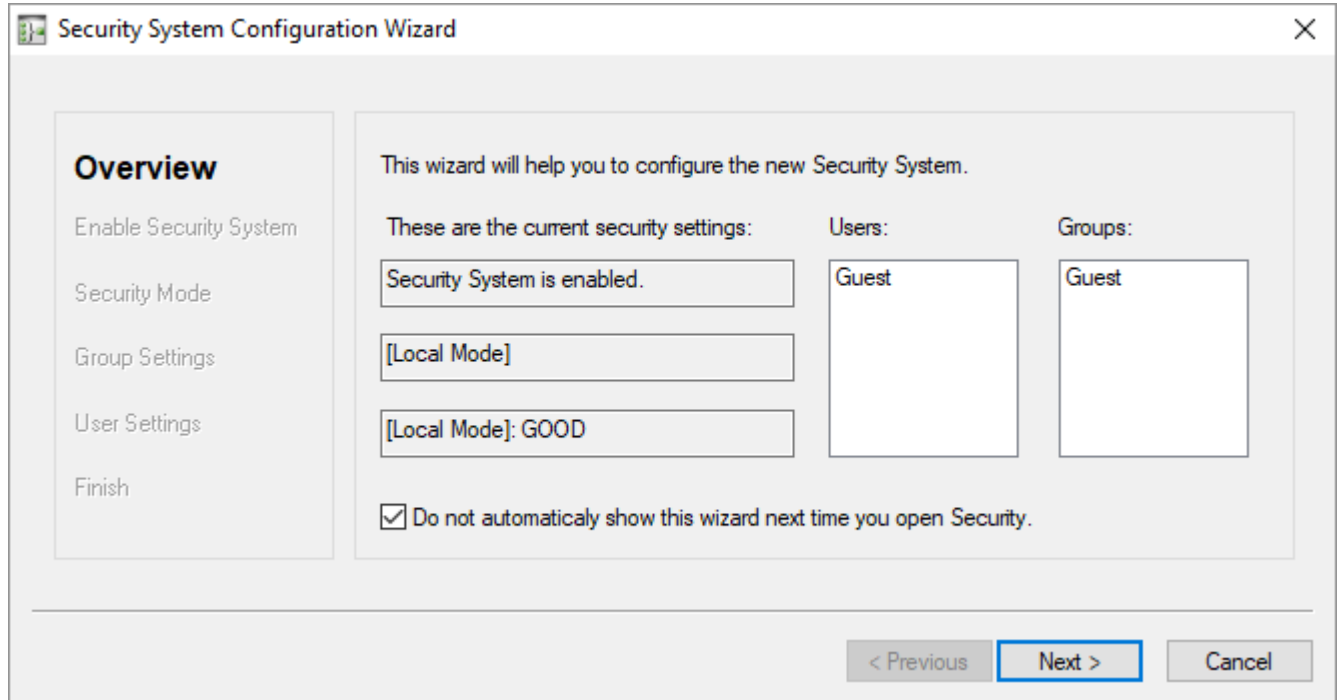 Security System Configuration Wizard
Overview
Enable Security System
Security Mode
Group Settings
User Settings
Finish
This wizard will help you to configure the new Security System.
These are the current security settings:
Users:
Groups:
Security System is enabled.
Guest
Guest
[Local Mode]
[Local Mode]: GOOD
Do not automaticaly show this wizard next time you open Security.
< Previous
Next >
Cancel